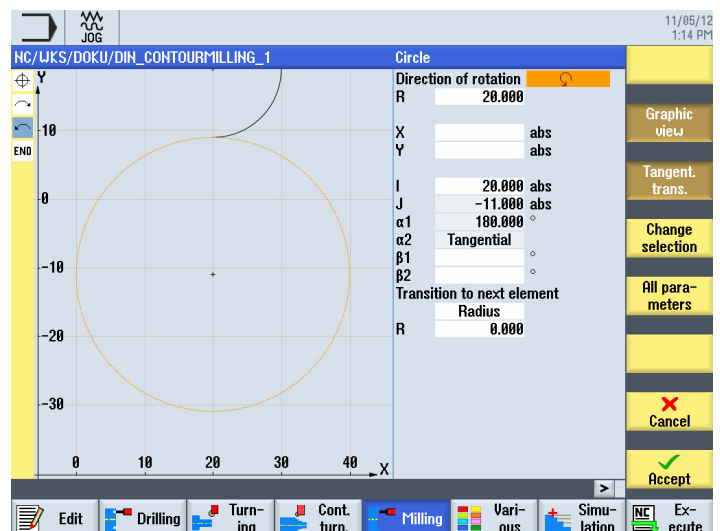 JOG
11/05/12
1:14 PM
NC/WKS/DOKU/DIN_CONTOURMILLING_1
Circle
Y
END
10
0
-10
-20
-30
0 10 20 30 40 X
Direction of rotation
R 20.000
X abs
Y abs
I 20.000 abs
J -11.000 abs
α1 180.000 °
α2 Tangential
β1 °
β2 °
Transition to next element
Radius
R 0.000
Graphic
view
Tangent.
trans.
Change
selection
All para-
meters
Cancel
Accept
>
Edit
Drilling
Turn-
ing
Cont.
turn.
Milling
Vari-
ous
Simu-
lation
NC
Ex-
ecute